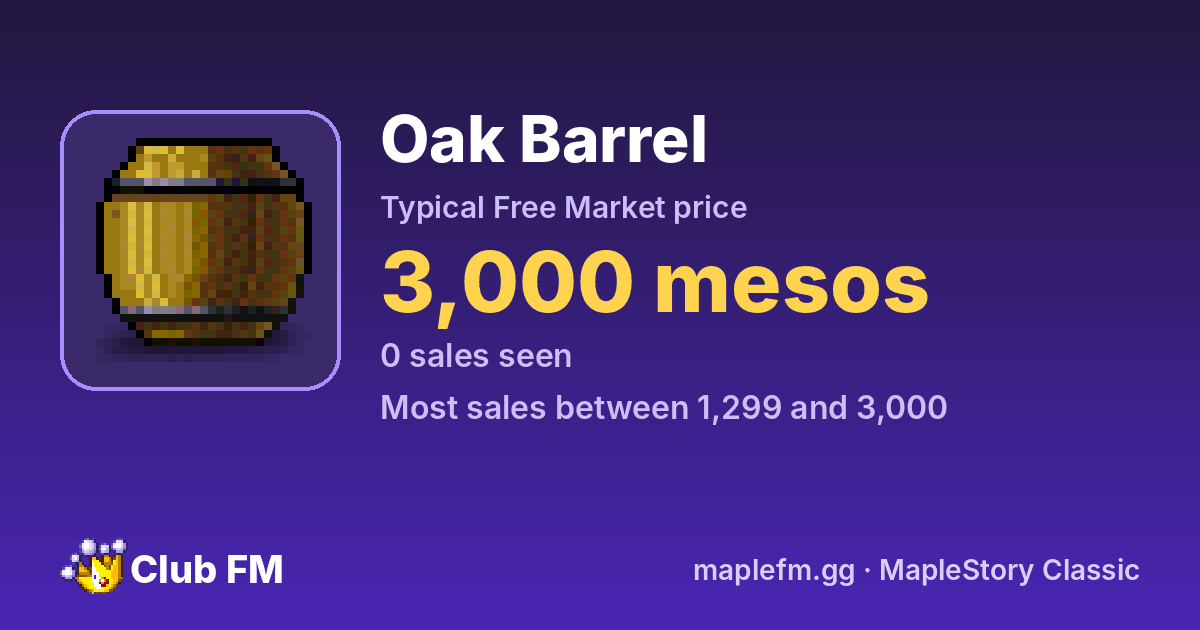 Oak Barrel
Typical Free Market price
3,000 mesos
0 sales seen
Most sales between 1,299 and 3,000
Club FM
maplefm.gg · MapleStory Classic